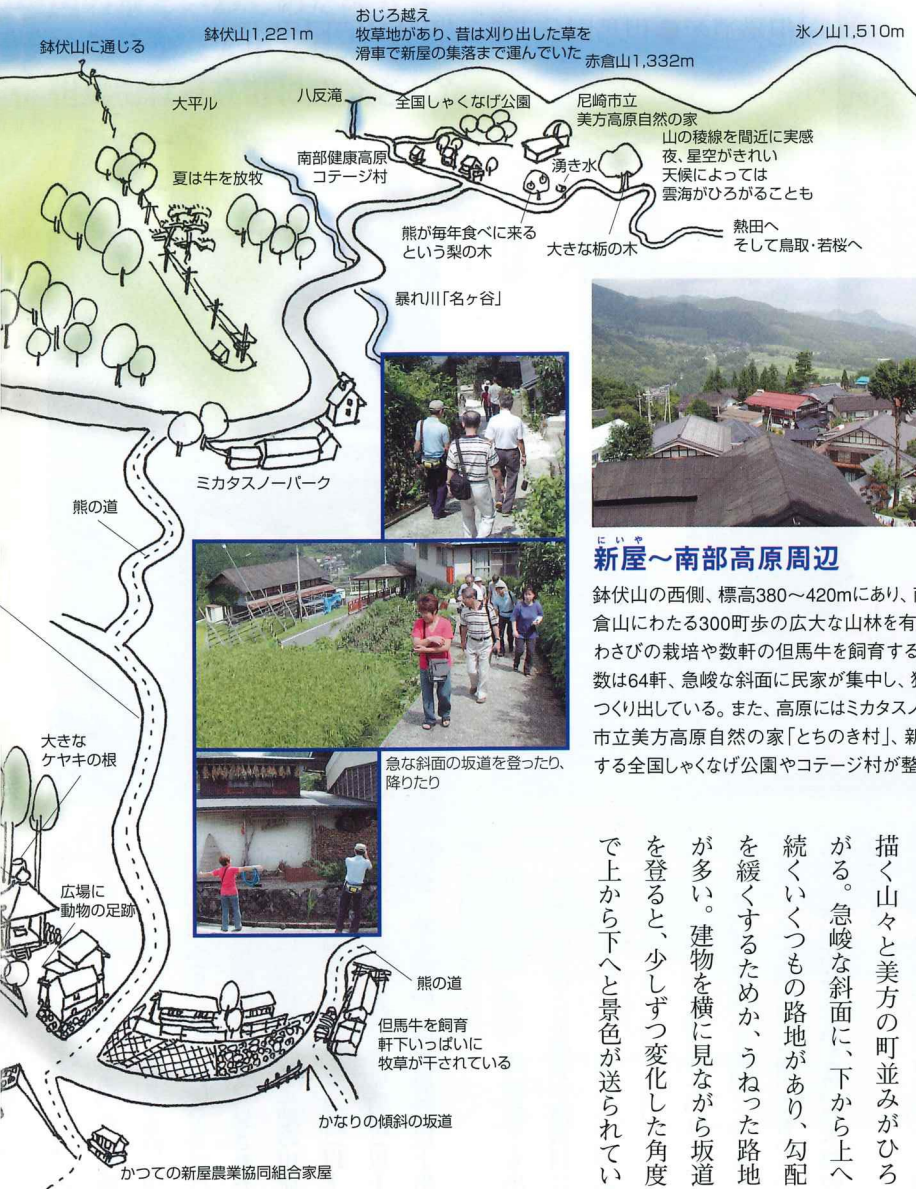 おじろ越え
牧草地があり、昔は刈り出した草を
滑車で新屋の集落まで運んでいた
鉢伏山に通じる
鉢伏山1,221m
赤倉山1,332m
氷ノ山1,510m
大平ル
八反滝
全国しゃくなげ公園
尼崎市立
美方高原自然の家
山の稜線を間近に実感
夜、星空がきれい
天候によっては
雲海がひろがることも
夏は牛を放牧
南部健康高原
コテージ村
湧き水
熊が毎年食べに来る
という梨の木
大きな栃の木
熱田へ
そして鳥取・若桜へ
暴れ川「名ヶ谷」
ミカタスノーパーク
熊の道
にいや
新屋〜南部高原周辺
鉢伏山の西側、標高380〜420mにあり、
倉山にわたる300町歩の広大な山林を有
わさびの栽培や数軒の但馬牛を飼育する
数は64軒、急峻な斜面に民家が集中し、
つくり出している。また、高原にはミカタスノ
市立美方高原自然の家「とちのき村」、新
する全国しゃくなげ公園やコテージ村が整
急な斜面の坂道を登ったり、
降りたり
大きな
ケヤキの根
広場に
動物の足跡
熊の道
但馬牛を飼育
軒下いっぱいに
牧草が干されている
かなりの傾斜の坂道
かつての新屋農業協同組合家屋
描く山々と美方の町並みがひろ
がる。急峻な斜面に、下から上へ
続くいくつもの路地があり、勾配
を緩くするためか、うねった路地
が多い。建物を横に見ながら坂道
を登ると、少しずつ変化した角度
で上から下へと景色が送られてい